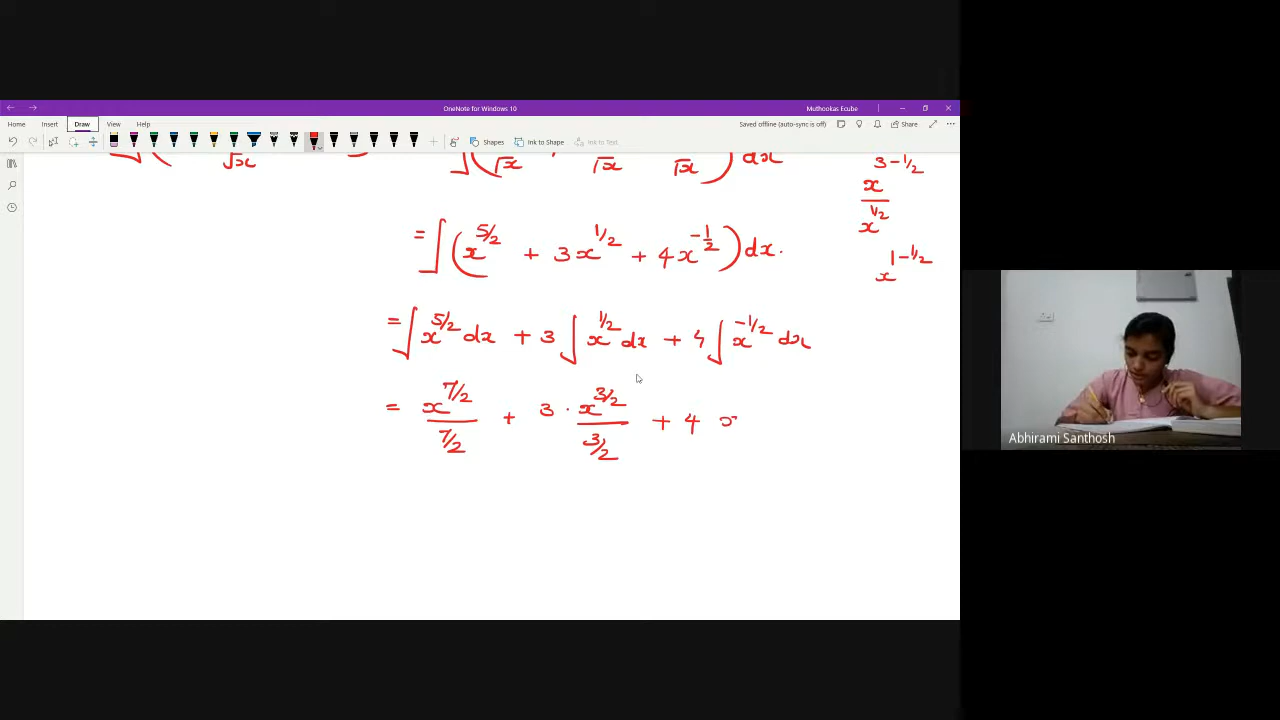 OneNote for Windows 10
Muthookas Ecube
Home Insert Draw View Help
Saved offline (auto-sync is off)
Share
Shapes
Ink to Shape
Ink to Text
√x
√x √x √x ) dx
3-1/2
x
x^1/2
x^1-1/2
= ∫ ( x^5/2 + 3x^1/2 + 4x^-1/2 ) dx.
= ∫ x^5/2 dx + 3 ∫ x^1/2 dx + 4 ∫ x^-1/2 dx
= x^7/2 / 7/2 + 3 · x^3/2 / 3/2 + 4 x
Abhirami Santhosh